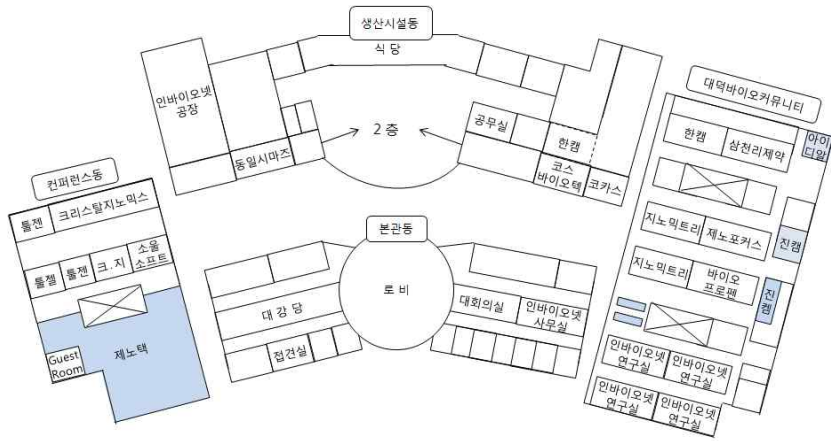 생산시설동
식 당
인바이오넷
공장
동일시마즈
2 층
공무실
한캠
코스
바이오텍
코카스
대덕바이오커뮤니티
한캠
삼천리제약
아이
디알
지노믹트리
제노포커스
진캠
지노믹트리
바이오
프로펜
진
켐
인바이오넷
연구실
인바이오넷
연구실
인바이오넷
연구실
인바이오넷
연구실
컨퍼런스동
툴젠
크리스탈지노믹스
툴젤
툴젠
크.지
소울
소프트
제노택
Guest
Room
본관동
로 비
대 강 당
접견실
대회의실
인바이오넷
사무실